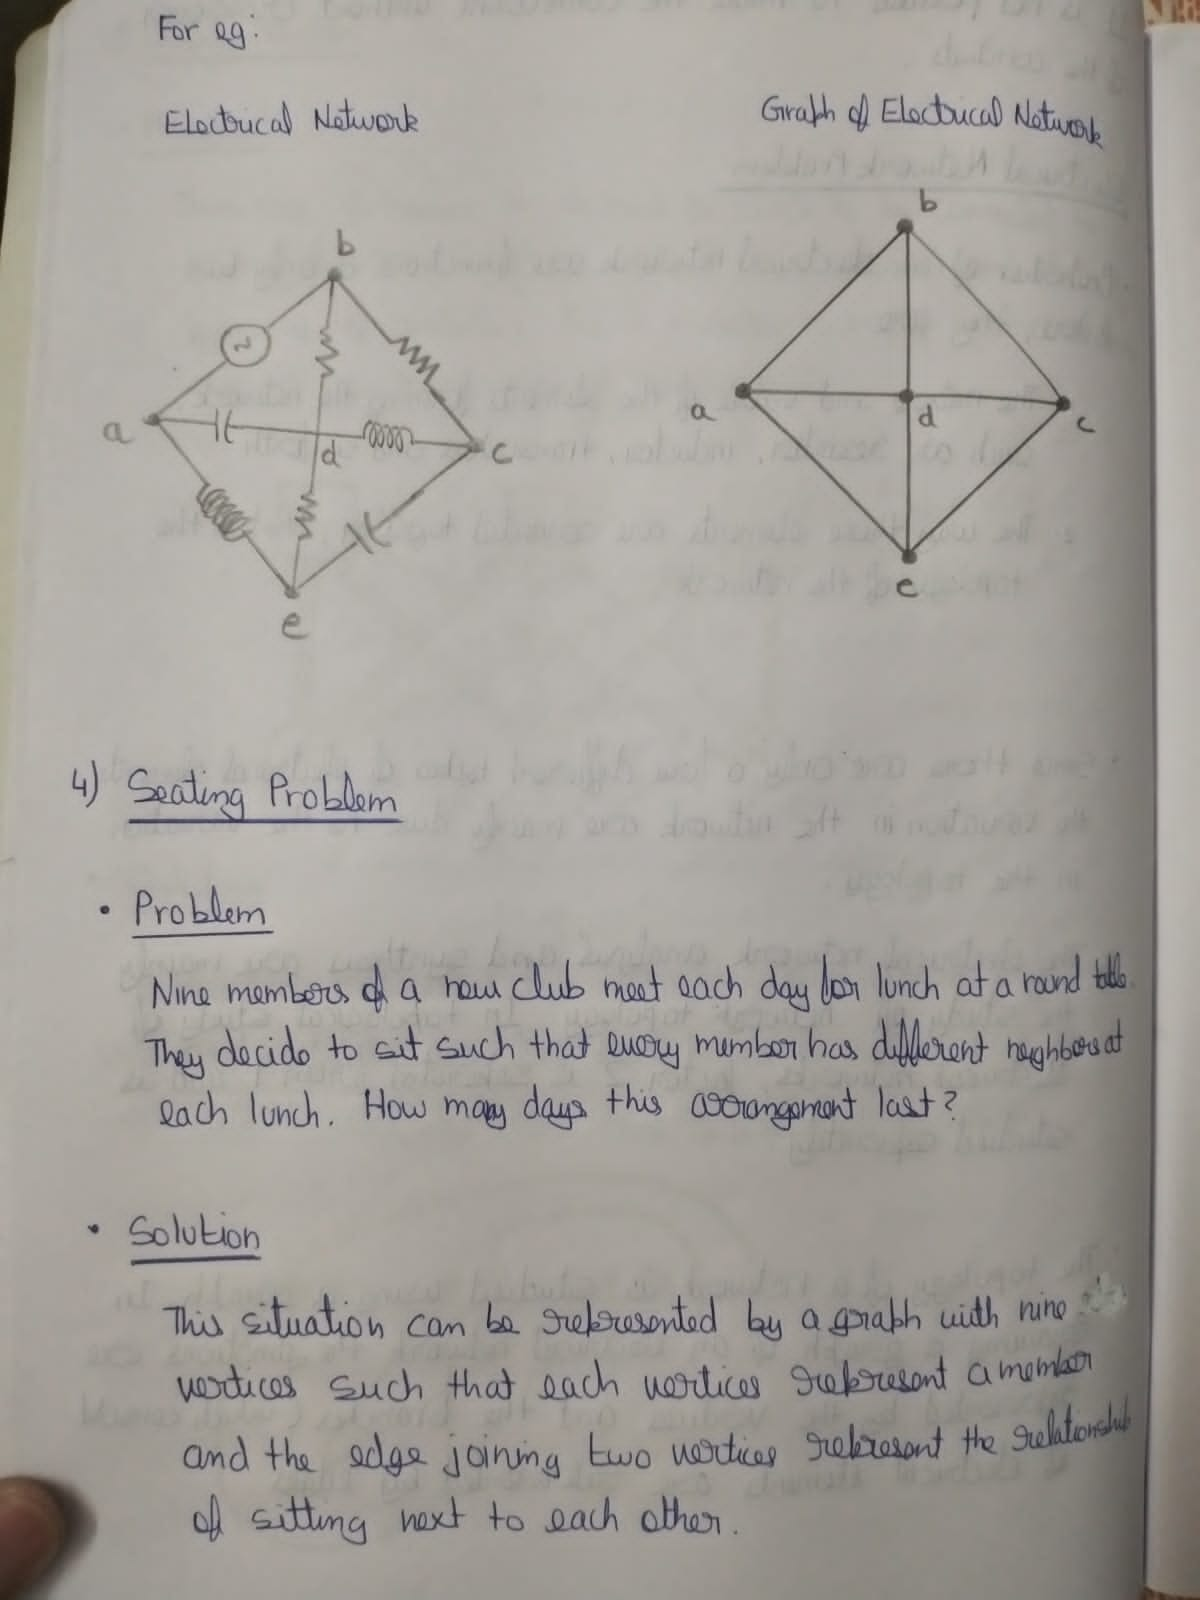 For eg:
Electrical Network
Graph of Electrical Network
b
a
d
c
e
b
a
d
c
e
4) Seating Problem
• Problem
Nine members of a new club meet each day for lunch at a round table.
They decide to sit such that every member has different neighbors at
each lunch. How many days this arrangement last?
• Solution
This situation can be represented by a graph with nine
vertices such that each vertices represent a member
and the edge joining two vertices represent the relationship
of sitting next to each other.